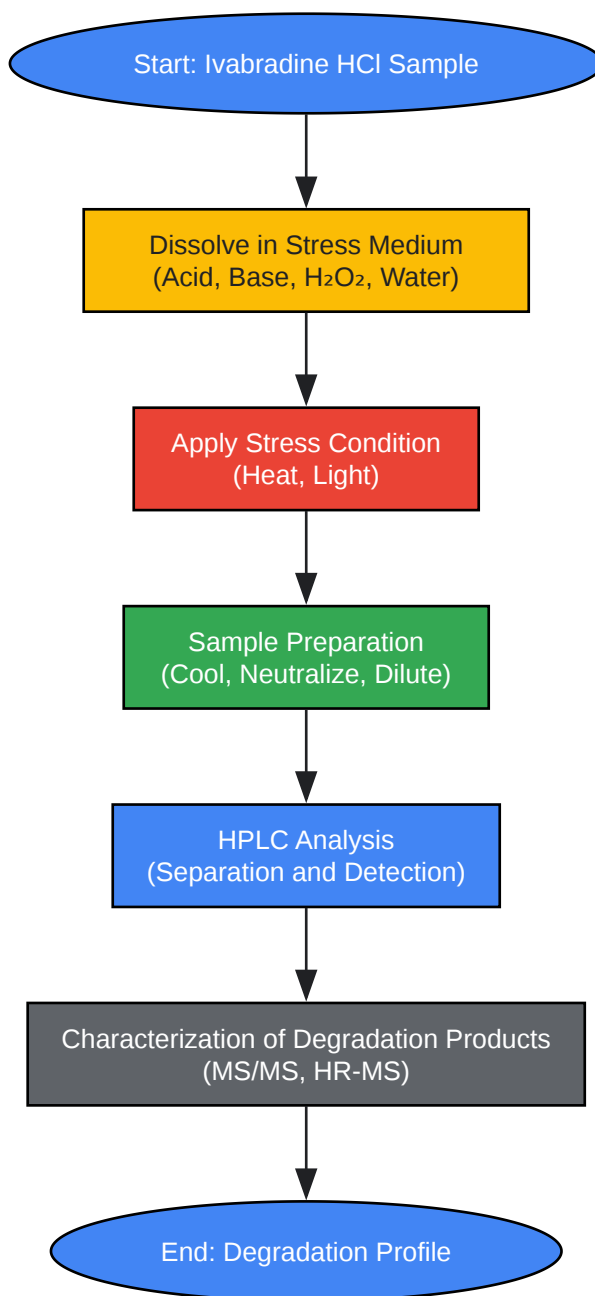 Start: Ivabradine HCl Sample
Dissolve in Stress Medium
(Acid, Base, H₂O₂, Water)
Apply Stress Condition
(Heat, Light)
Sample Preparation
(Cool, Neutralize, Dilute)
HPLC Analysis
(Separation and Detection)
Characterization of Degradation Products
(MS/MS, HR-MS)
End: Degradation Profile